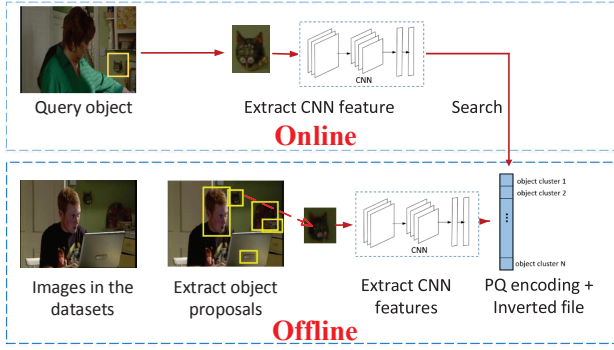 CNN
Query object
Extract CNN feature
Search
Online
object cluster 1
object cluster 2
CNN
object cluster N
Images in the
datasets
Extract object
proposals
Extract CNN
features
PQ encoding +
Inverted file
Offline